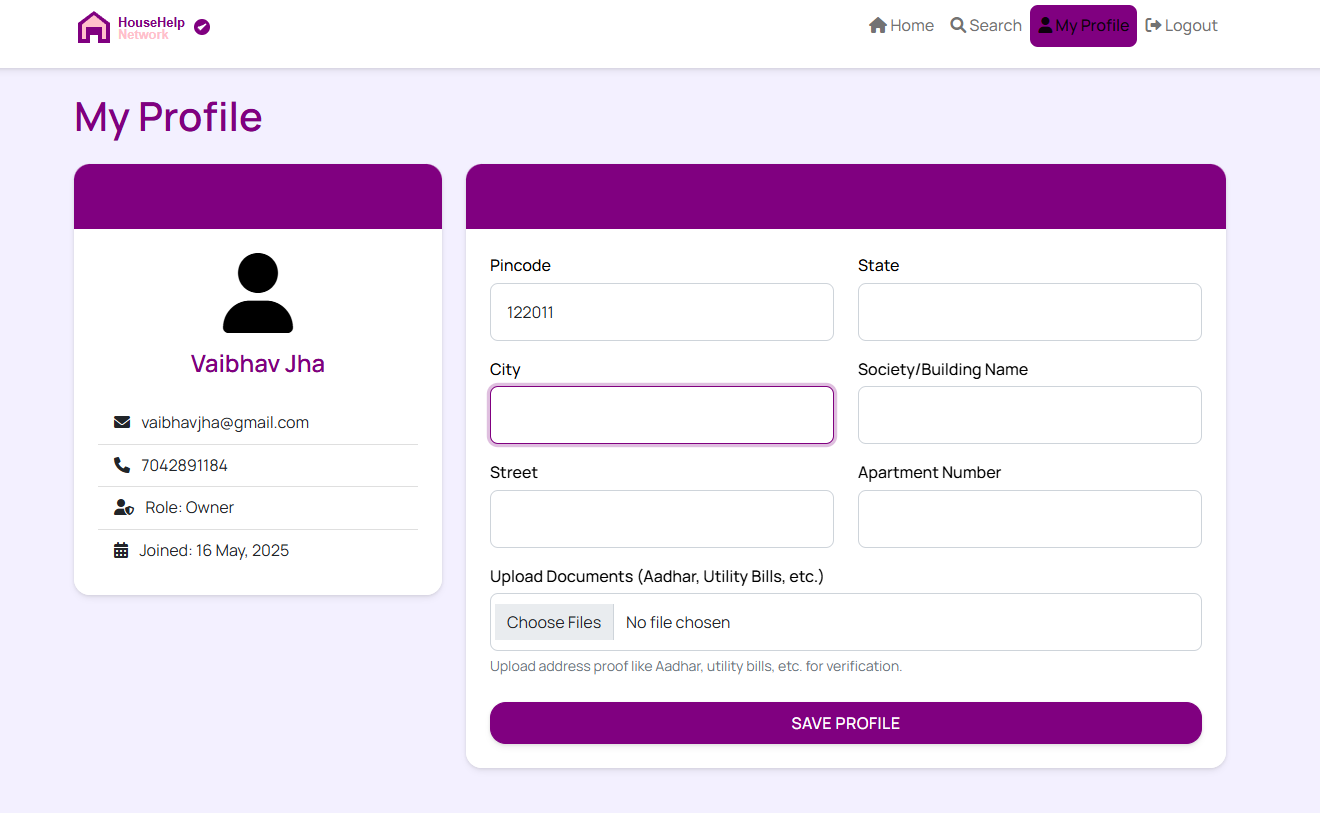 HouseHelp
Network
Home Search My Profile Logout
My Profile
Vaibhav Jha
vaibhavjha@gmail.com
7042891184
Role: Owner
Joined: 16 May, 2025
Pincode
122011
State
City
Society/Building Name
Street
Apartment Number
Upload Documents (Aadhar, Utility Bills, etc.)
Choose Files No file chosen
Upload address proof like Aadhar, utility bills, etc. for verification.
SAVE PROFILE